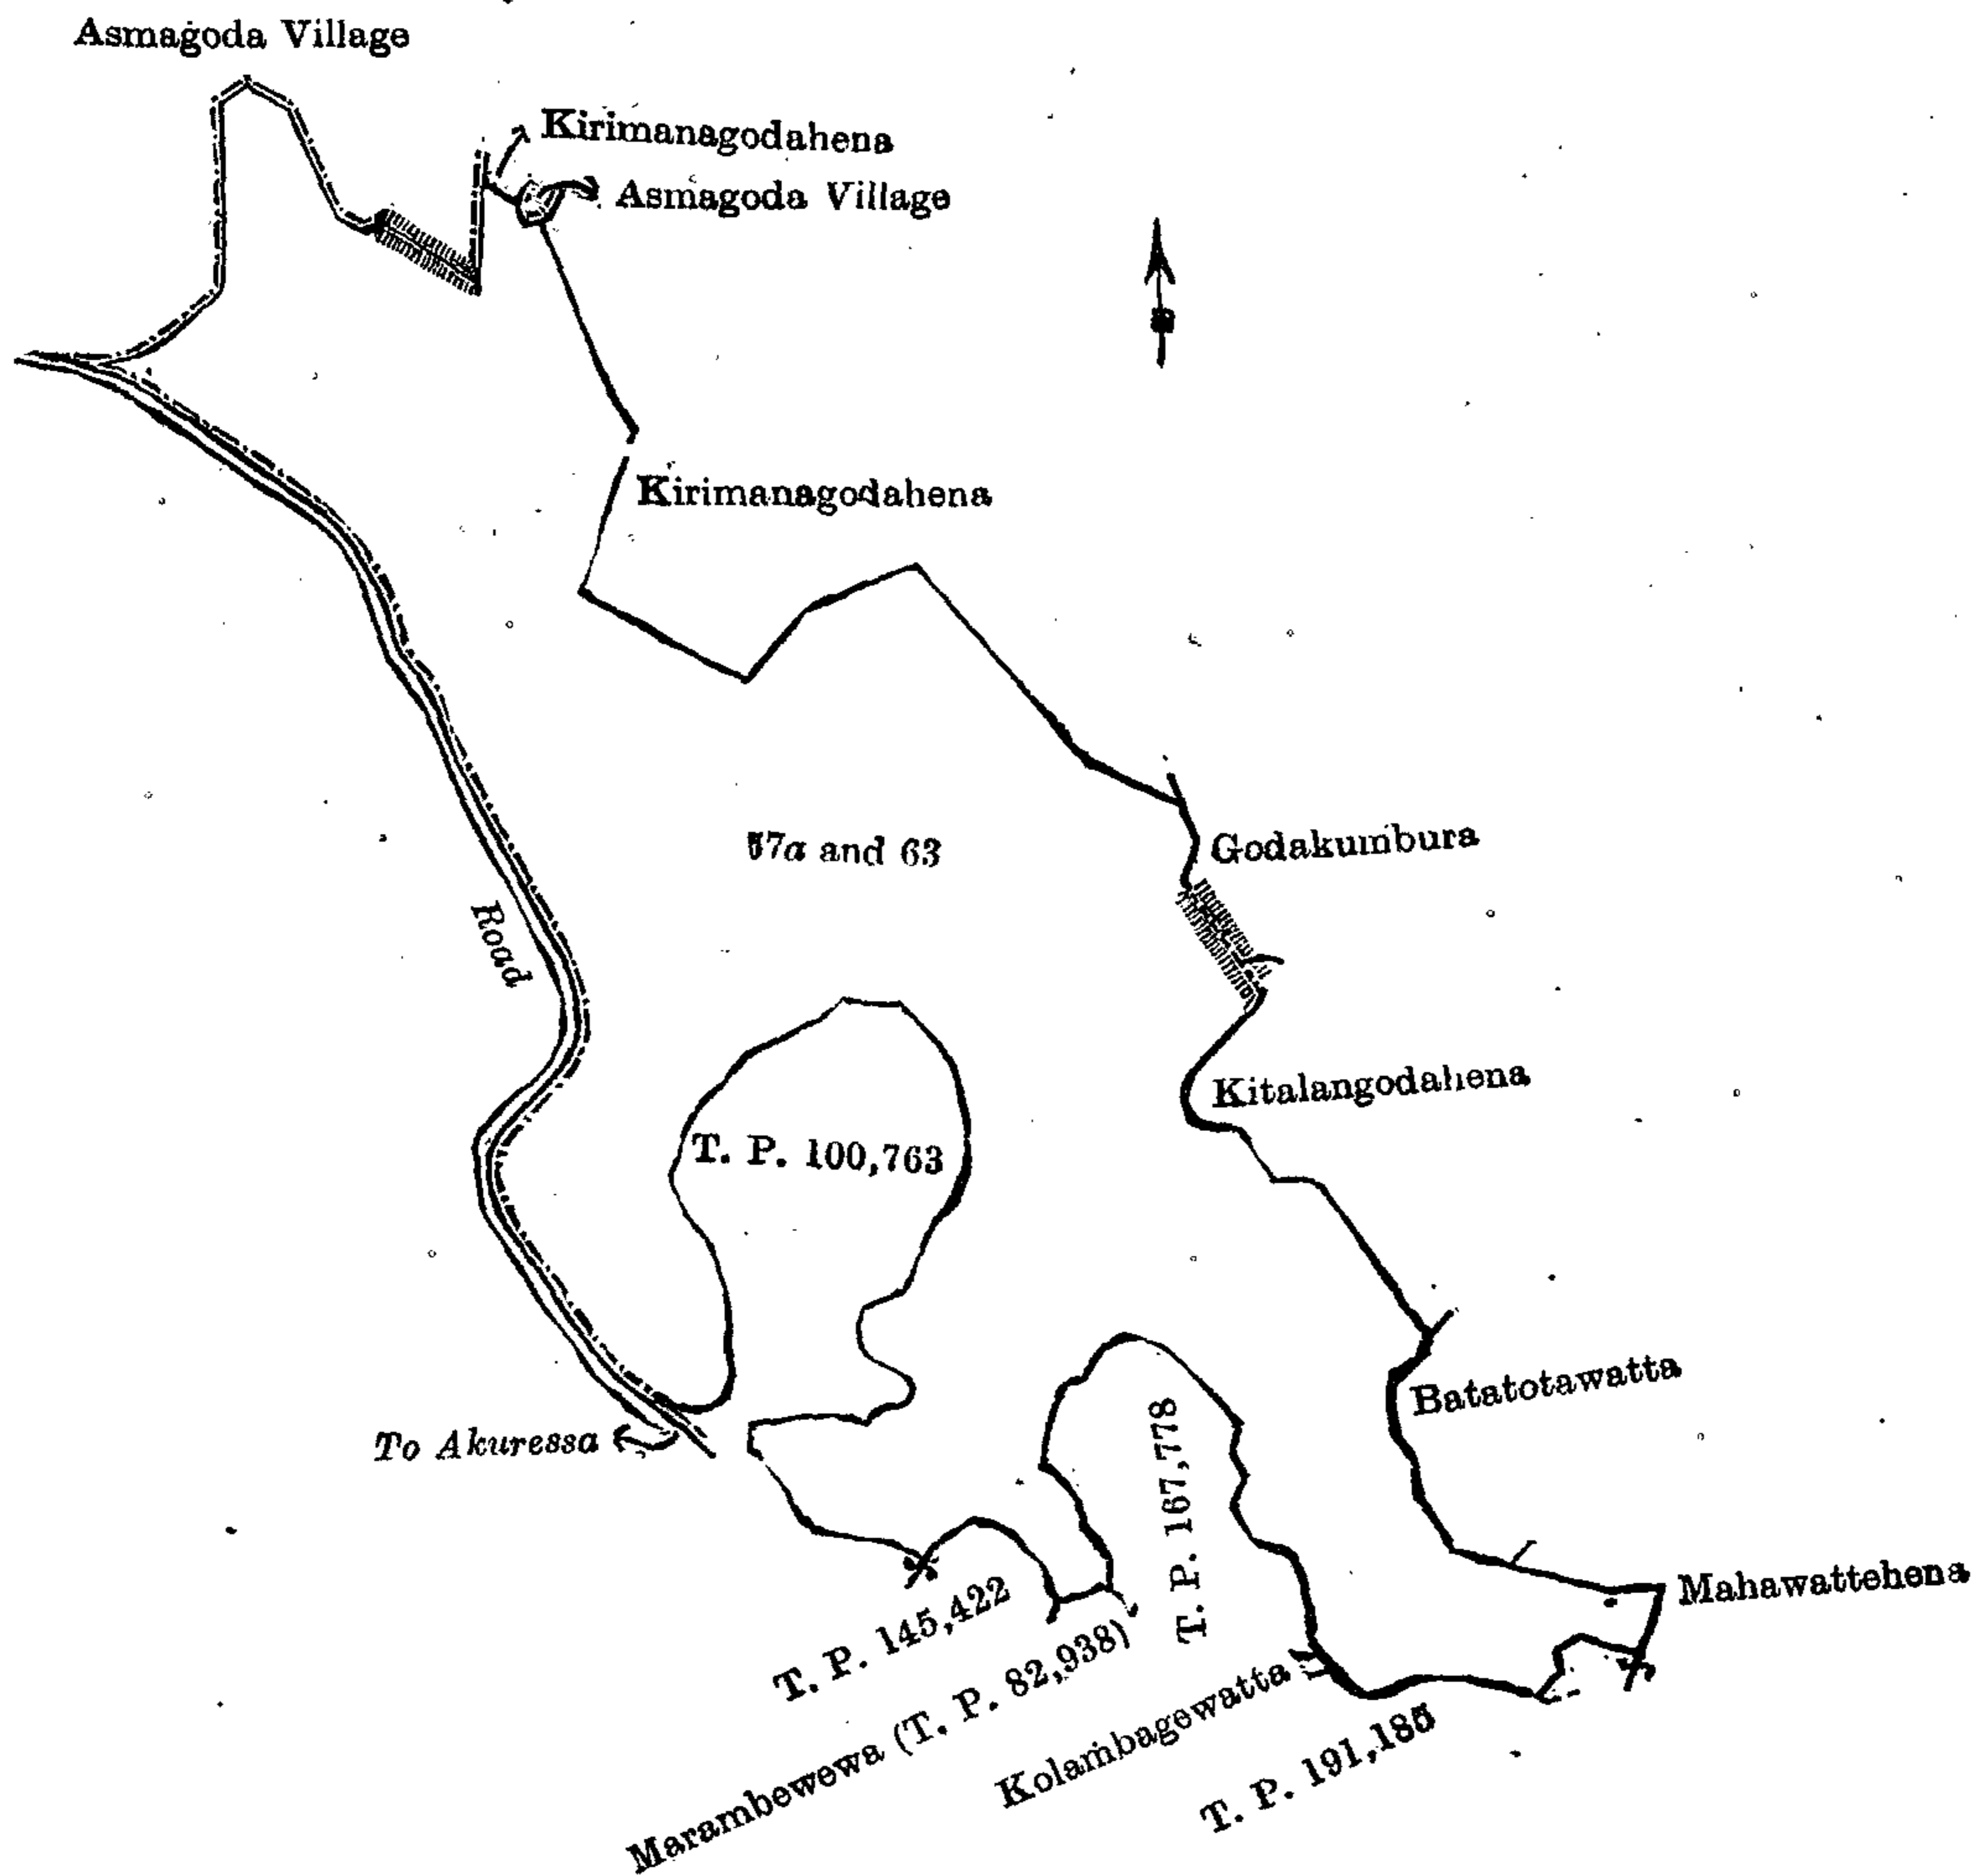 Asmagoda Village
Kirimanagodahena
Asmagoda Village
Kirimanagodahena
57a and 63
Godakumbura
Road
Kitalangodahena
T. P. 100,763
Batatotawatta
To Akuressa
T. P. 167,778
Mahawattehena
T. P. 145,422
Marambewewa (T. P. 82,938)
Kolambagewatta
T. P. 191,185